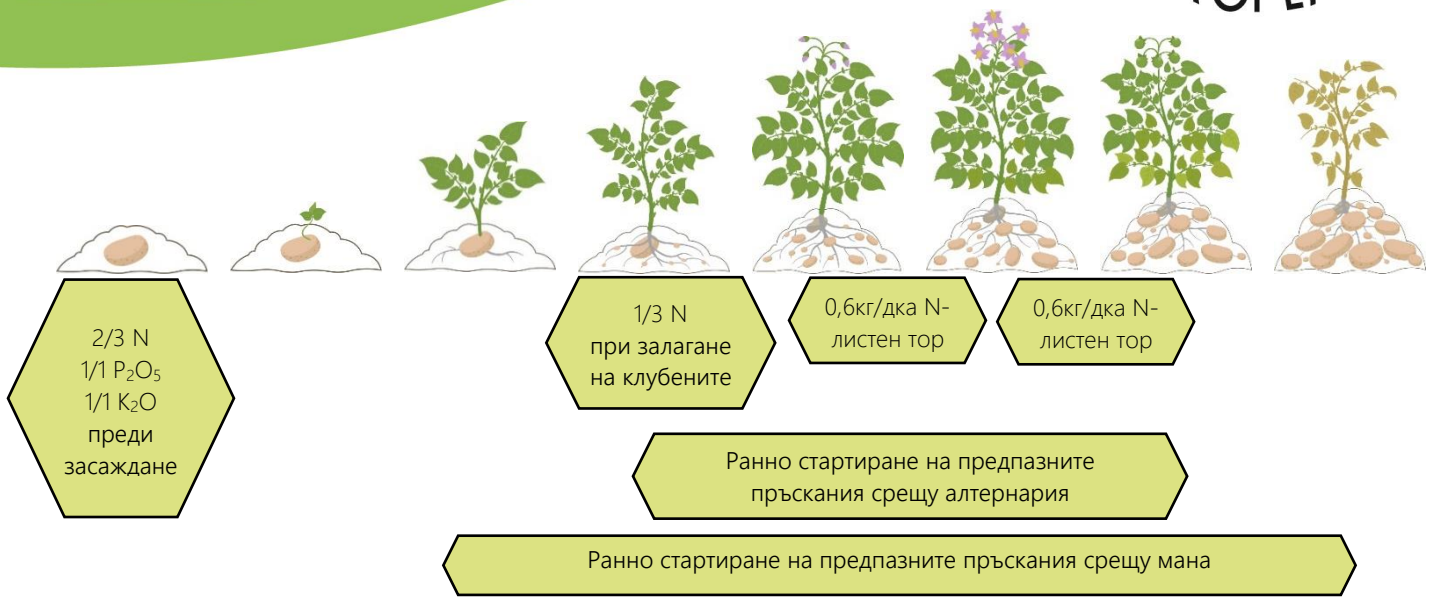 2/3 N
1/1 P₂O₅
1/1 K₂O
преди
засаждане
1/3 N
при залагане
на клубените
0,6кг/дка N-
листен тор
0,6кг/дка N-
листен тор
Ранно стартиране на предпазните
пръскания срещу алтернария
Ранно стартиране на предпазните пръскания срещу мана